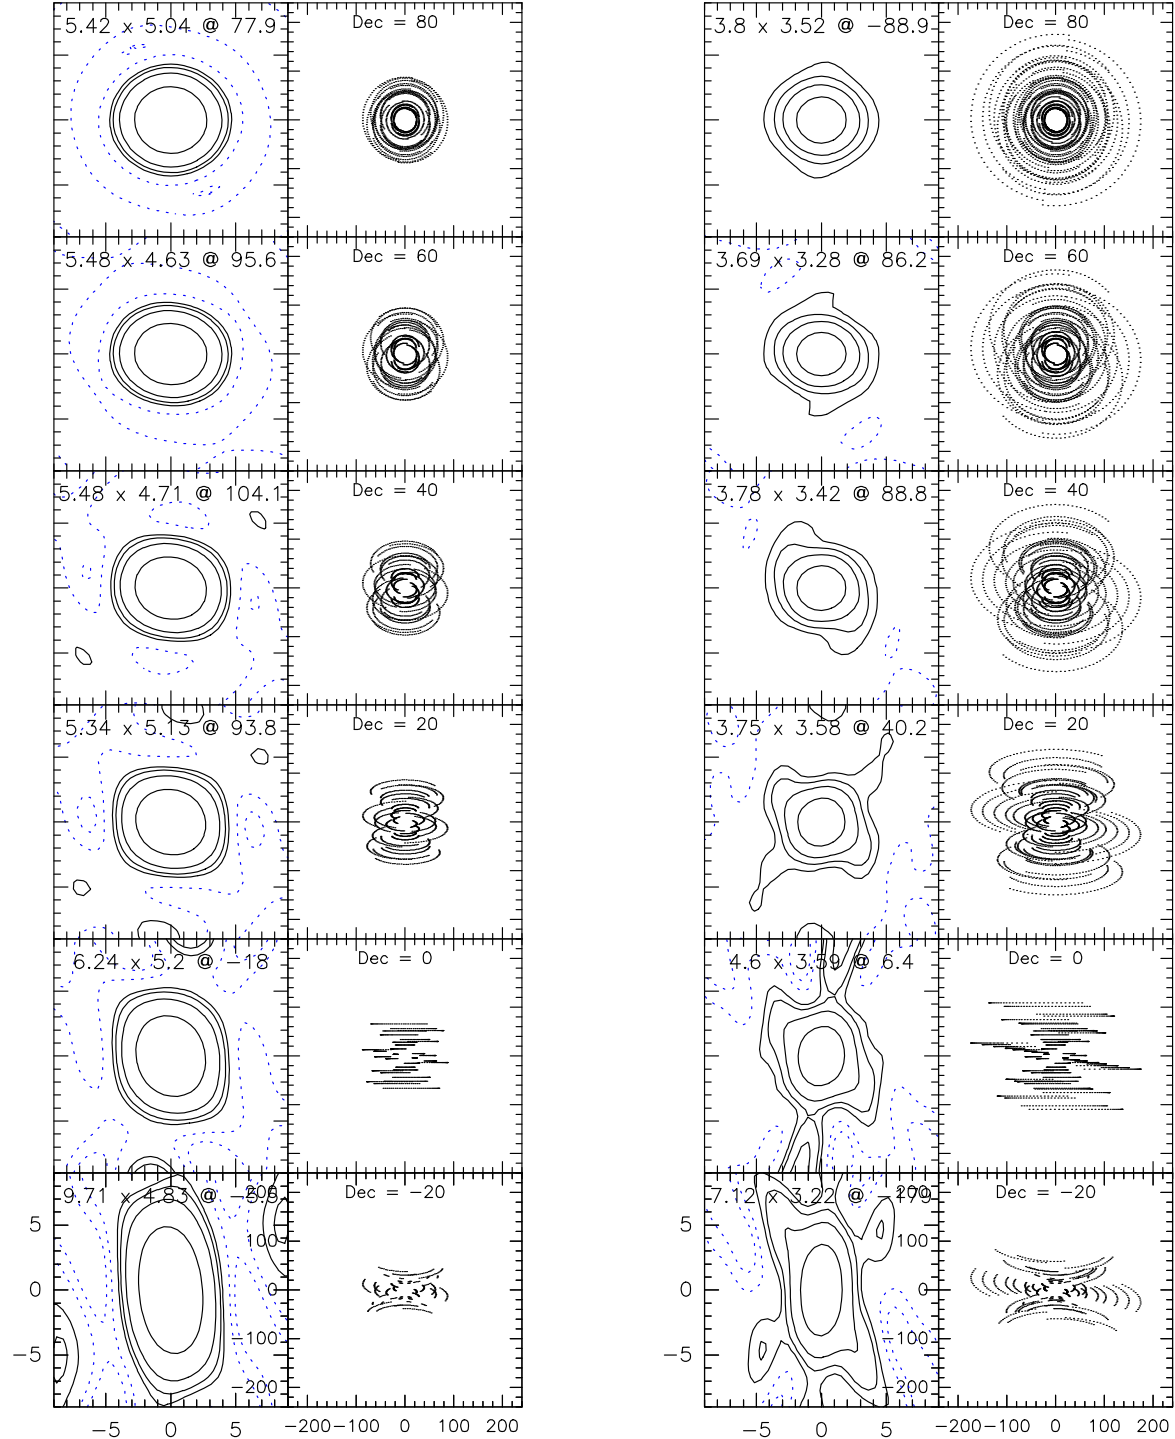 5.42 x 5.04 @ 77.9 Dec = 80 3.8 x 3.52 @ −88.9 Dec = 80
5.48 x 4.63 @ 95.6 Dec = 60 3.69 x 3.28 @ 86.2 Dec = 60
5.48 x 4.71 @ 104.1 Dec = 40 3.78 x 3.42 @ 88.8 Dec = 40
5.34 x 5.13 @ 93.8 Dec = 20 3.75 x 3.58 @ 40.2 Dec = 20
6.24 x 5.2 @ −18 Dec = 0 4.6 x 3.59 @ 6.4 Dec = 0
9.71 x 4.83 @ 200 Dec = −20 7.12 x 3.22 @ −179 200 Dec = −20
5 100 5 100
0 0 0 0
−5 −100 −5 −100
−200 −200
−5 0 5 −200 −100 0 100 200 −5 0 5 −200 −100 0 100 200